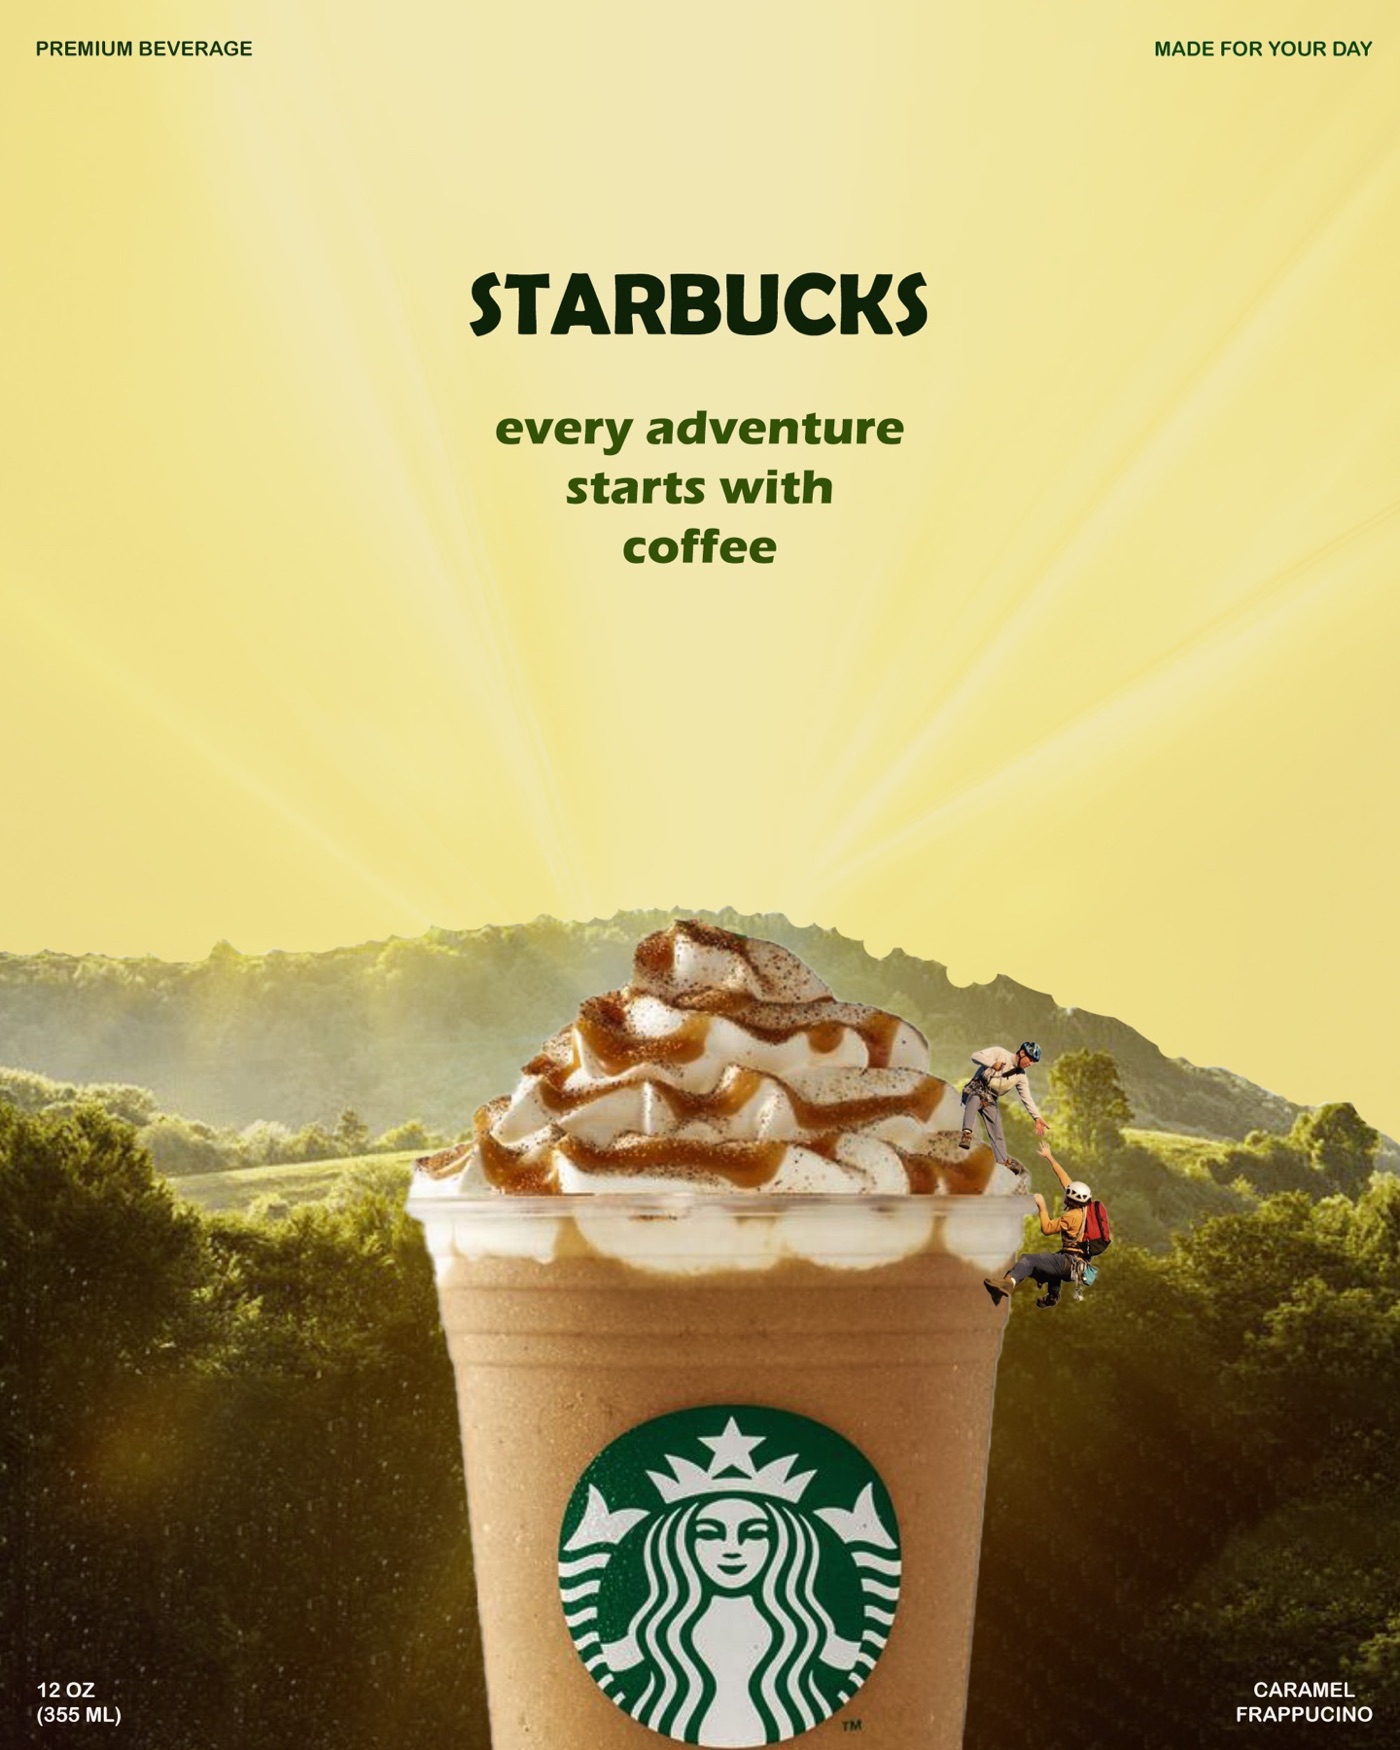 PREMIUM BEVERAGE
MADE FOR YOUR DAY
STARBUCKS
every adventure
starts with
coffee
TM
12 OZ
(355 ML)
CARAMEL
FRAPPUCINO